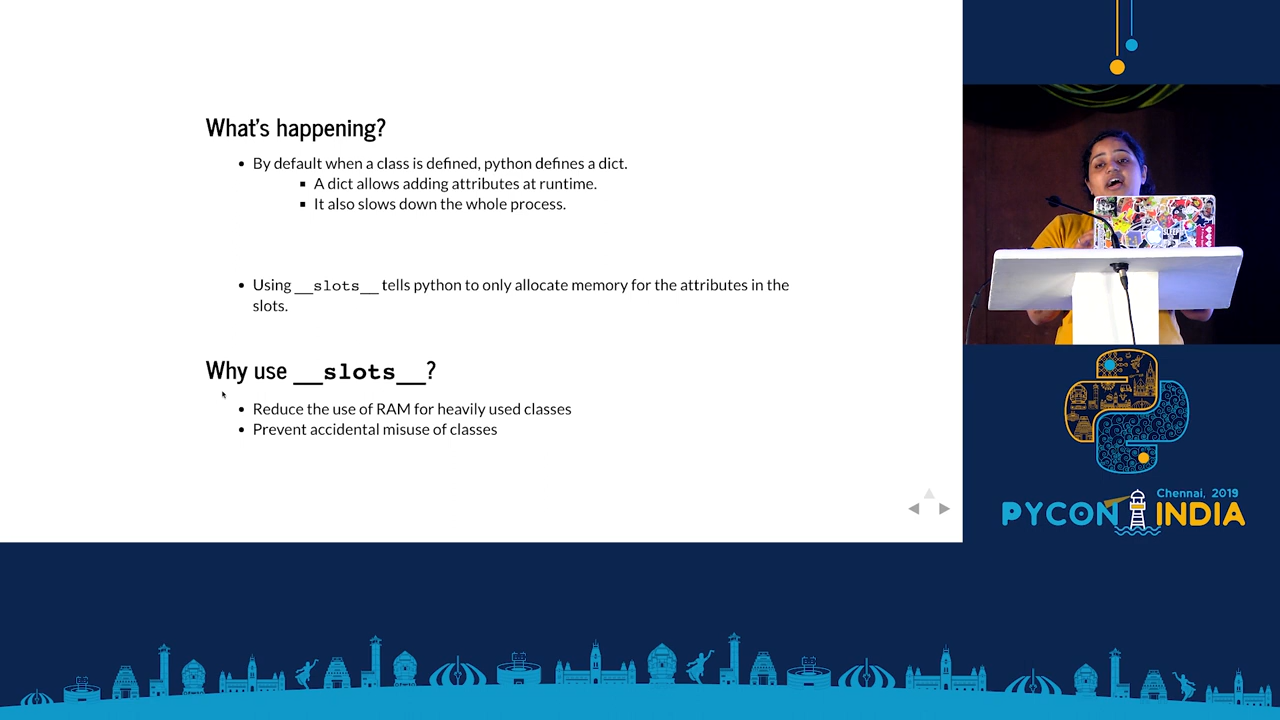 What's happening?
By default when a class is defined, python defines a dict.
A dict allows adding attributes at runtime.
It also slows down the whole process.
Using __slots__ tells python to only allocate memory for the attributes in the
slots.
Why use __slots__?
Reduce the use of RAM for heavily used classes
Prevent accidental misuse of classes
Chennai, 2019
PYCON INDIA